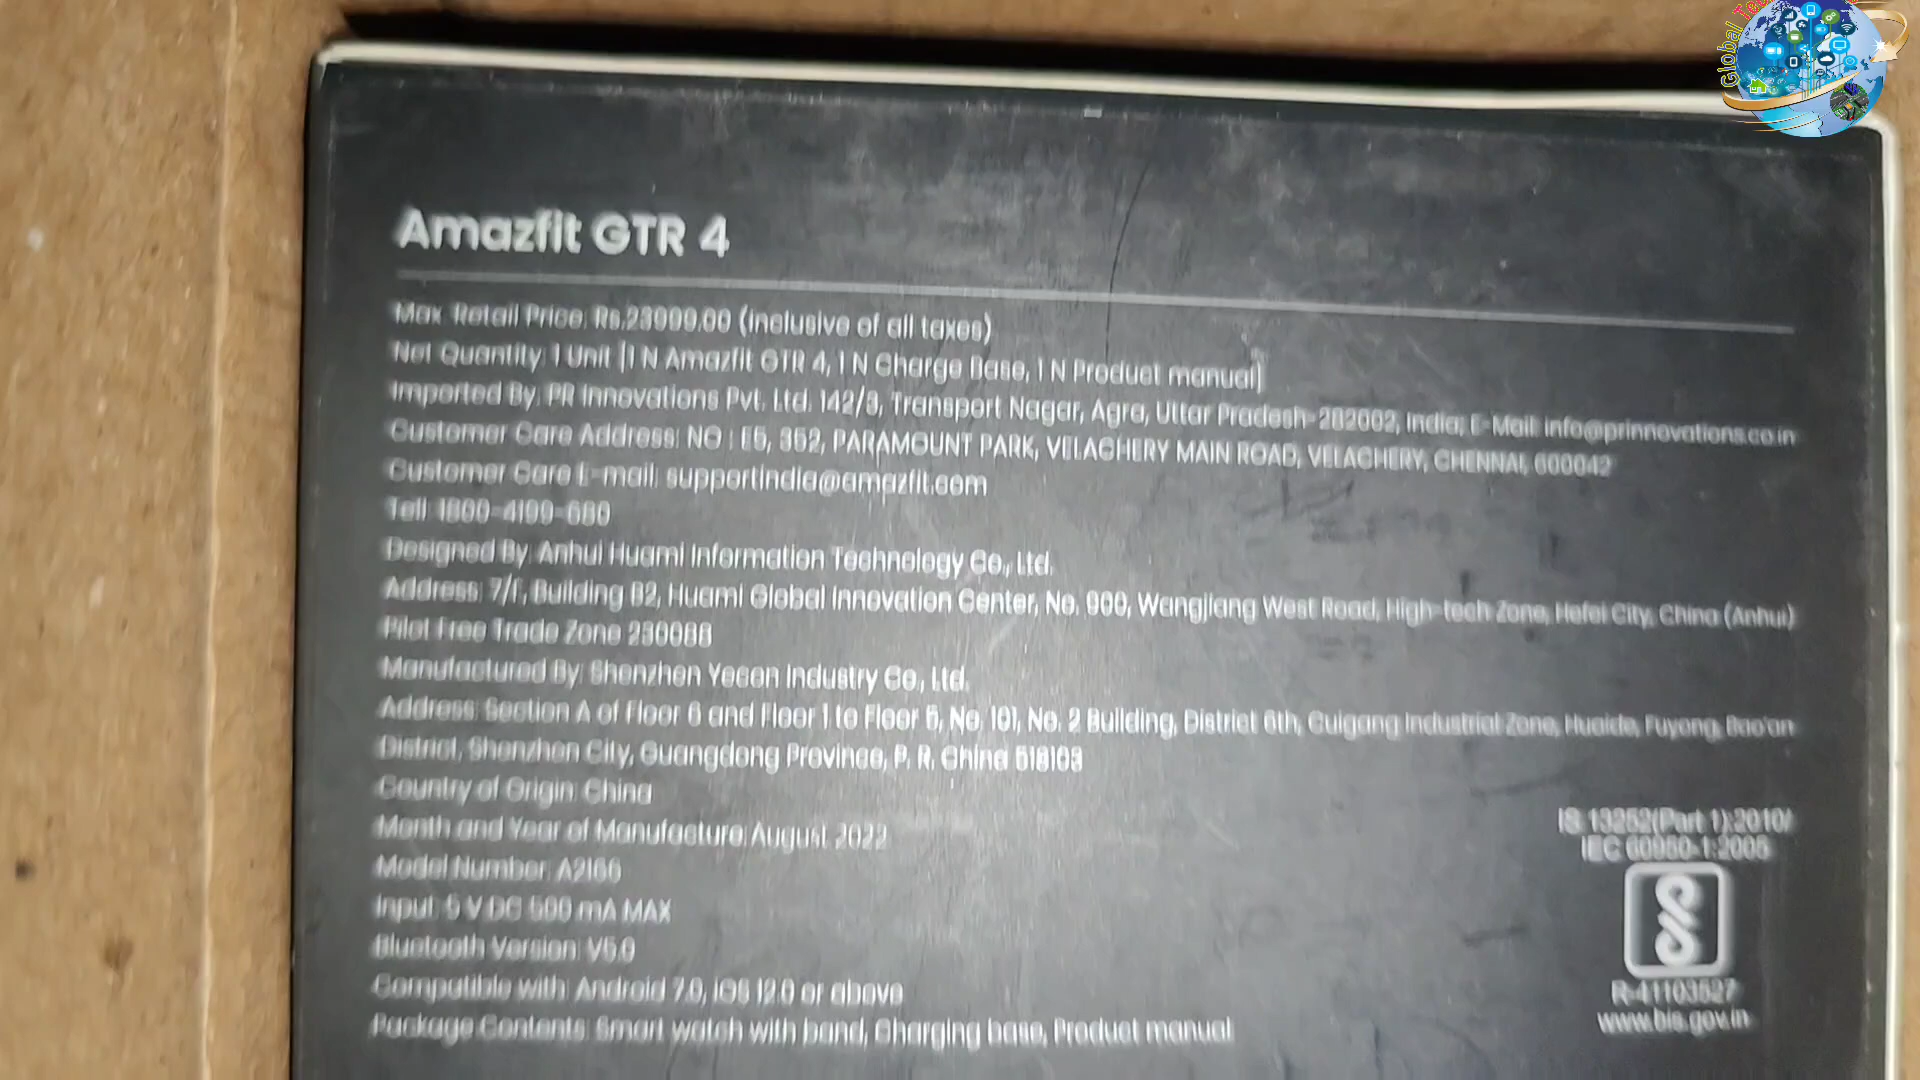 Global
Amazfit GTR 4
Max. Retail Price: Rs.23999.00 (inclusive of all taxes)
Net Quantity: 1 Unit [1 N Amazfit GTR 4, 1 N Charge Base, 1 N Product manual]
Imported By: PR Innovations Pvt. Ltd. 142/3, Transport Nagar, Agra, Uttar Pradesh-282002, India; E-Mail: info@prinnovations.co.in
Customer Care Address: NO : E5, 352, PARAMOUNT PARK, VELACHERY MAIN ROAD, VELACHERY, CHENNAI, 600042
Customer Care E-mail: supportindia@amazfit.com
Tell: 1800-4199-680
Designed By: Anhui Huami Information Technology Co., Ltd.
Address: 7/F, Building B2, Huami Global Innovation Center, No. 900, Wangjiang West Road, High-tech Zone, Hefei City, China (Anhui)
Pilot Free Trade Zone 230088
Manufactured By: Shenzhen Yecon Industry Co., Ltd.
Address: Section A of Floor 6 and Floor 1 to Floor 5, No. 101, No. 2 Building, District 6th, Cuigang Industrial Zone, Huaide, Fuyong, Bao'an
District, Shenzhen City, Guangdong Province, P. R. China 518103
Country of Origin: China
Month and Year of Manufacture: August 2022
Model Number: A2166
Input: 5 V DC 500 mA MAX
Bluetooth Version: V5.0
Compatible with: Android 7.0, iOS 12.0 or above
Package Contents: Smart watch with band, Charging base, Product manual
IS 13252(Part 1):2010/
IEC 60950-1:2005
R-41103527
www.bis.gov.in